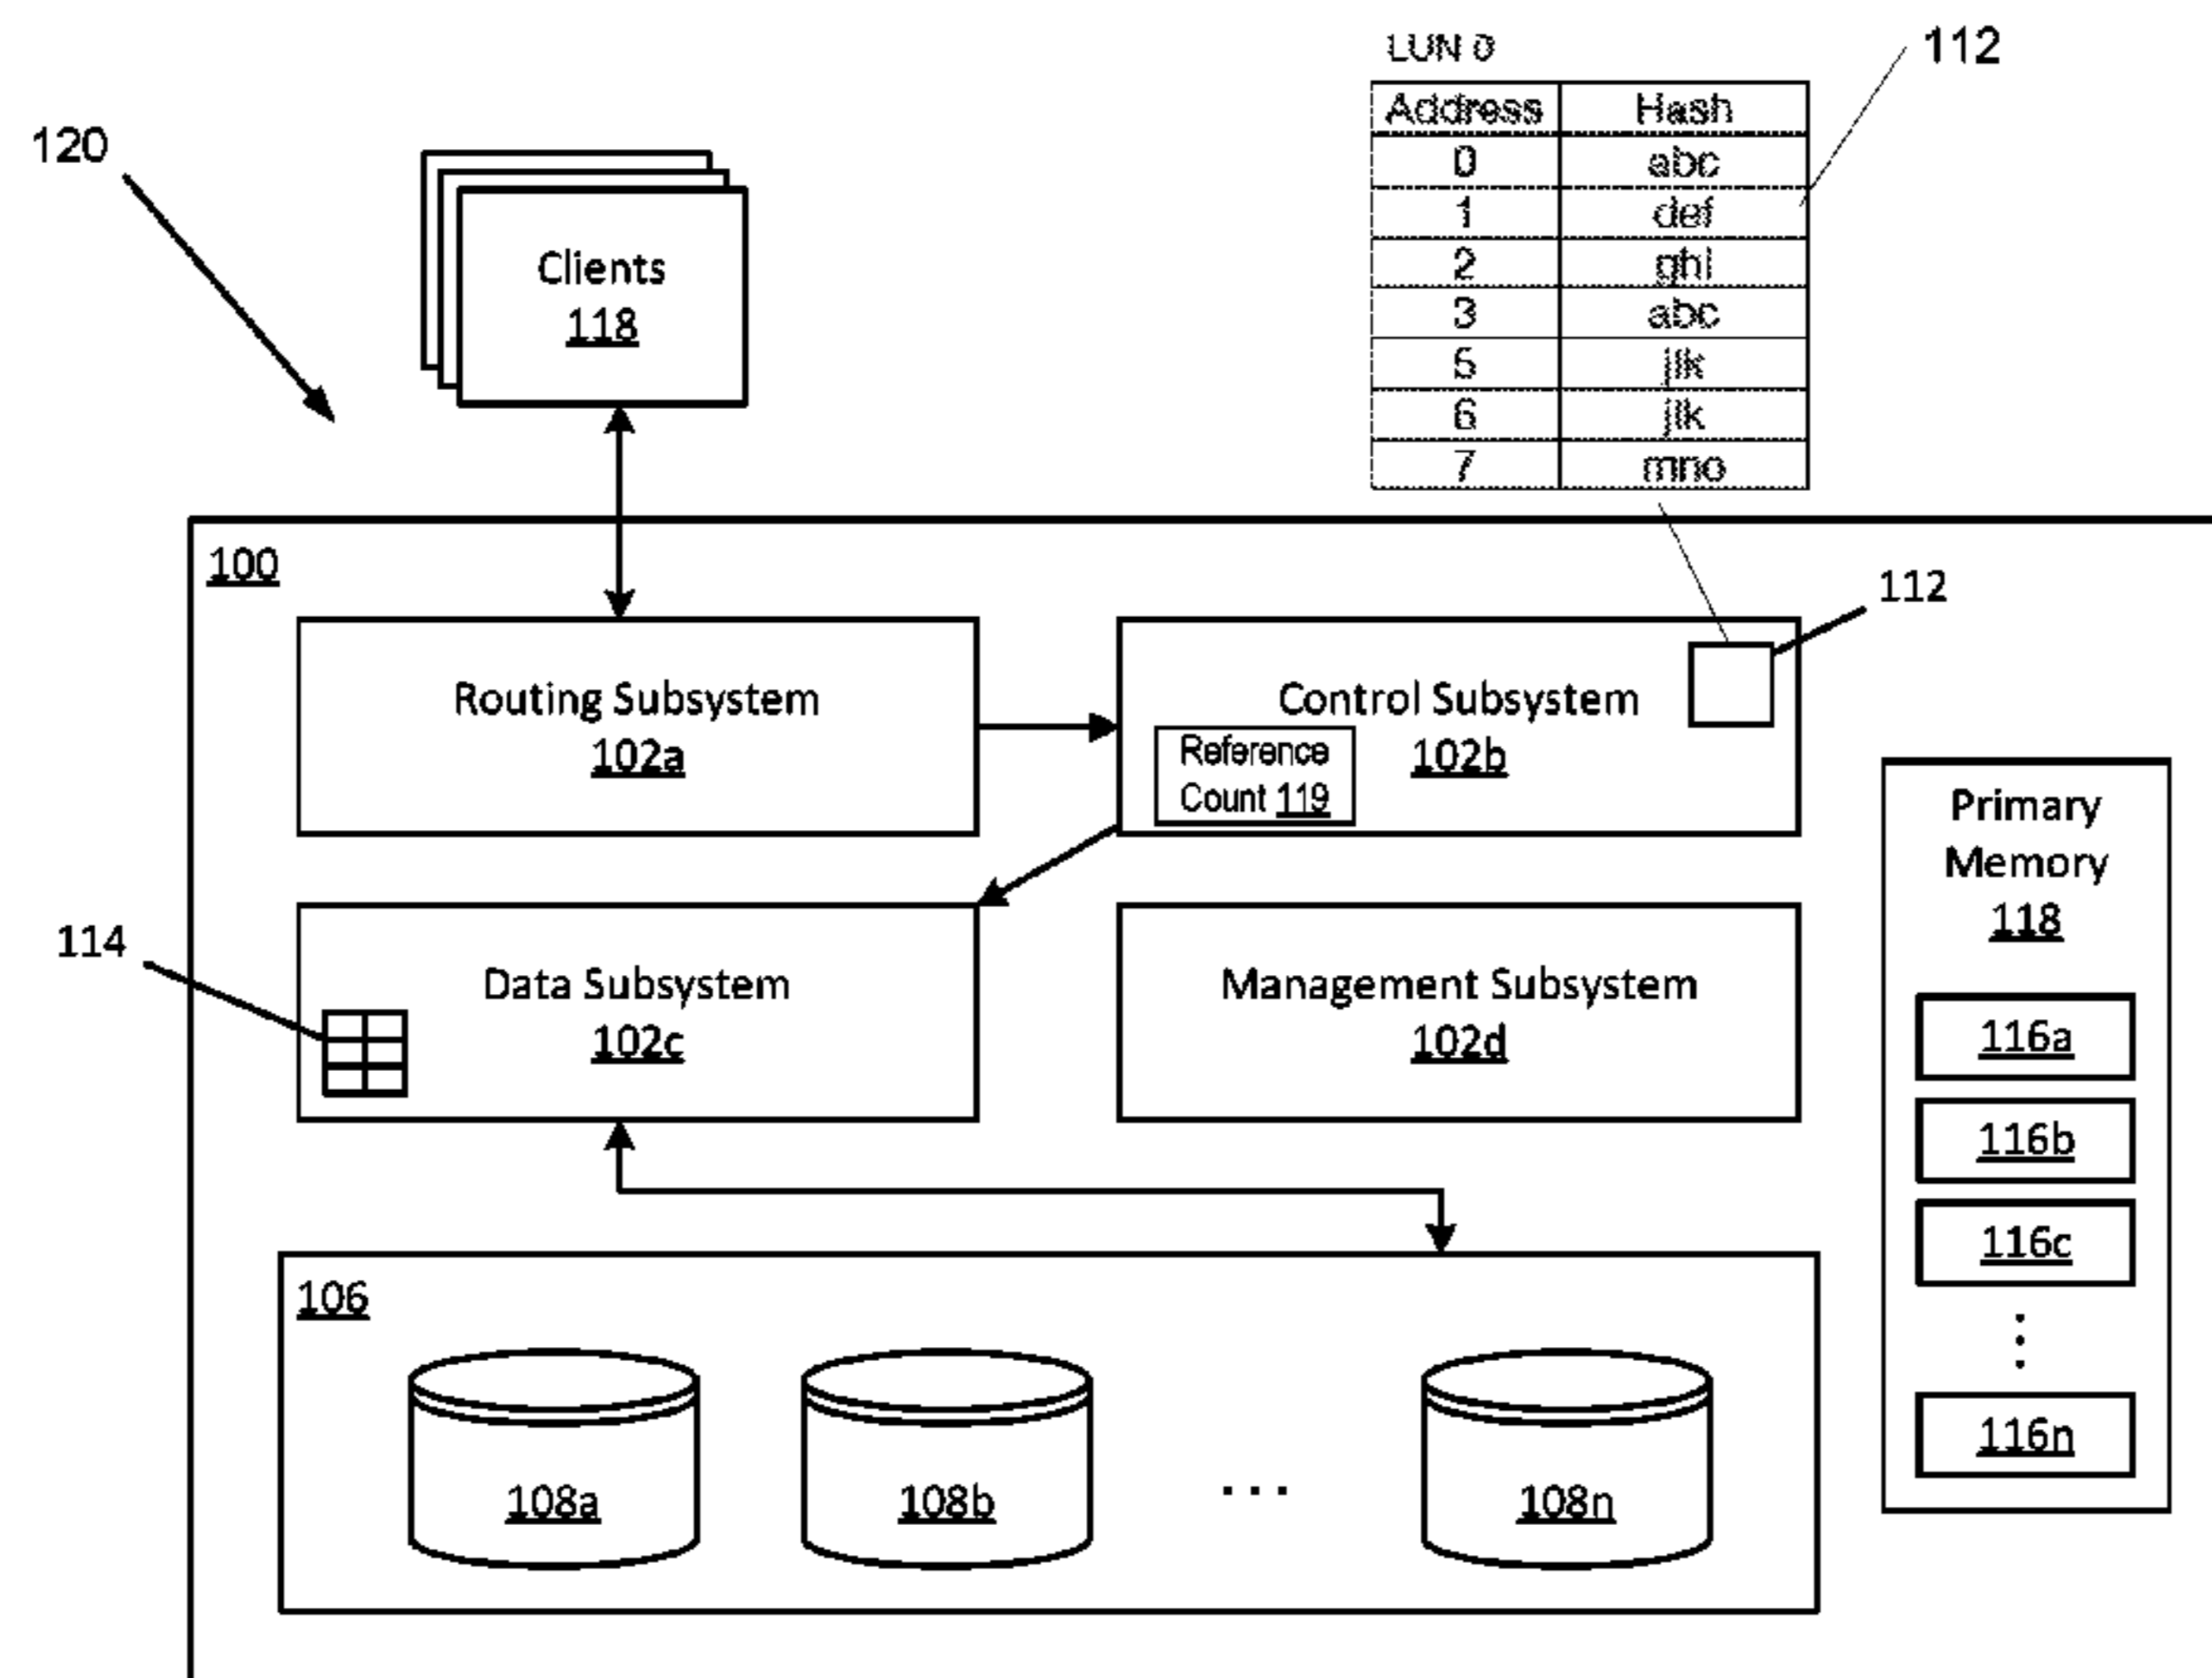 LUN 0
112
Address Hash
0 abc
1 def
2 ghi
3 abc
5 jlk
6 jlk
7 mno
120
Clients
118
100
112
Routing Subsystem
102a
Control Subsystem
102b
Reference
Count 119
Primary
Memory
118
116a
116b
116c
⋮
116n
114
Data Subsystem
102c
Management Subsystem
102d
106
108a
108b
...
108n